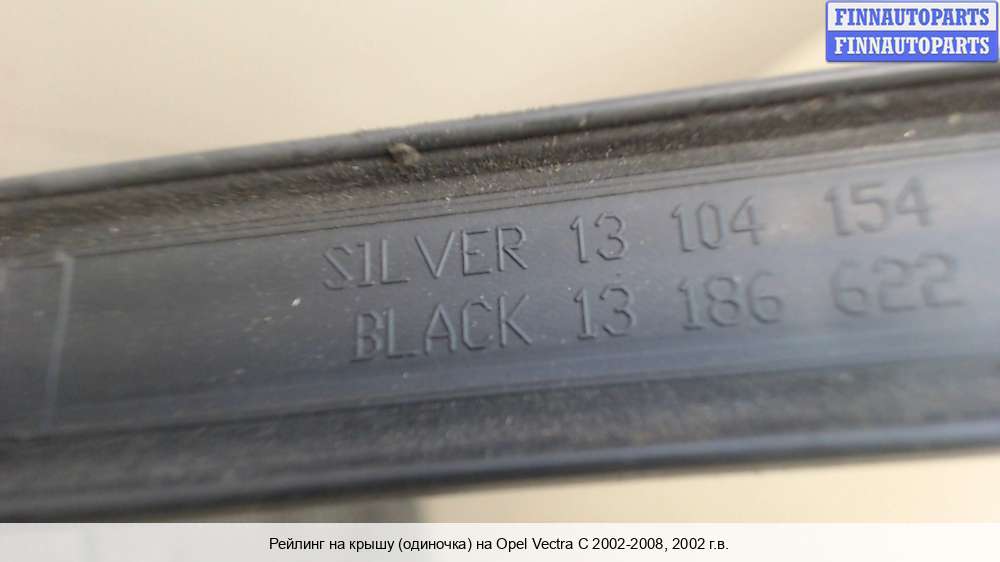 FINNAUTOPARTS
FINNAUTOPARTS
SILVER 13 104 154
BLACK 13 186 622
Рейлинг на крышу (одиночка) на Opel Vectra C 2002-2008, 2002 г.в.